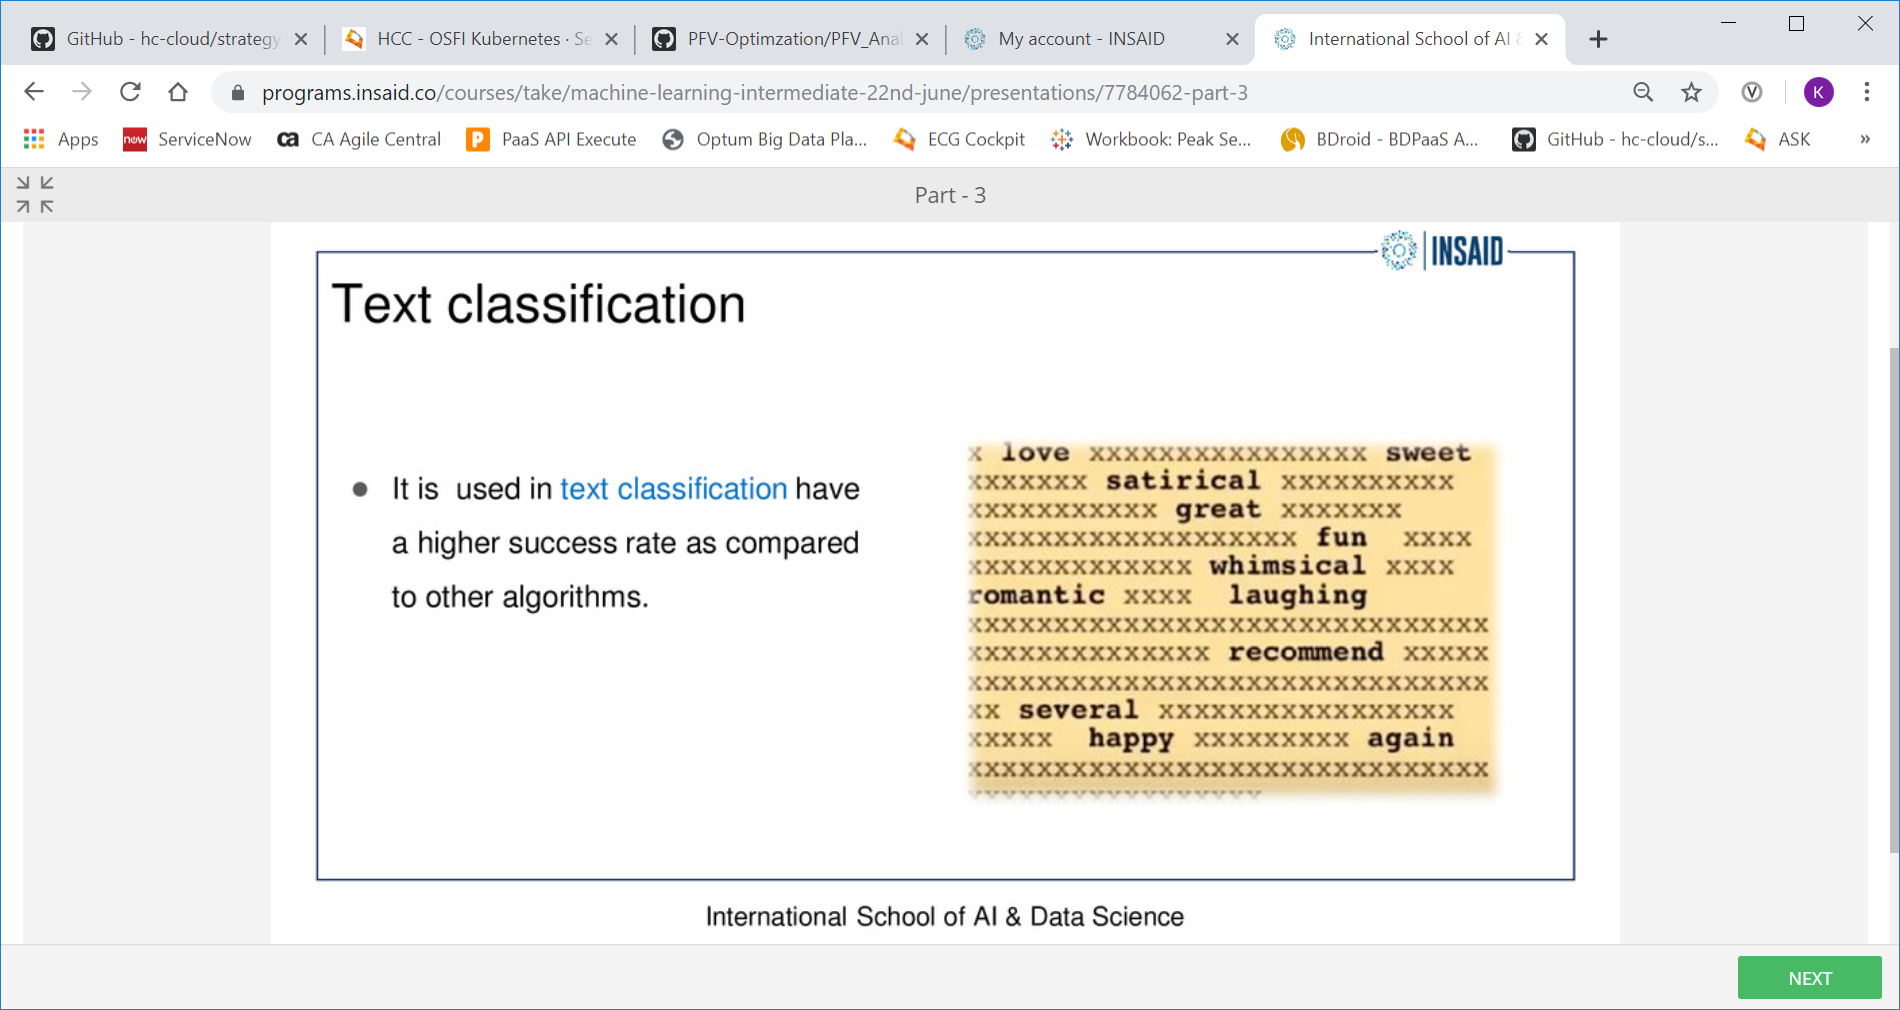 GitHub - hc-cloud/strategy
HCC - OSFI Kubernetes · Se
PFV-Optimzation/PFV_Anal
My account - INSAID
International School of AI &
programs.insaid.co/courses/take/machine-learning-intermediate-22nd-june/presentations/7784062-part-3
V
K
Apps
now ServiceNow
ca CA Agile Central
P PaaS API Execute
Optum Big Data Pla...
ECG Cockpit
Workbook: Peak Se...
BDroid - BDPaaS A...
GitHub - hc-cloud/s...
ASK
»
Part - 3
INSAID
Text classification
It is used in text classification have
a higher success rate as compared
to other algorithms.
x love xxxxxxxxxxxxxxxx sweet
xxxxxxx satirical xxxxxxxxxx
xxxxxxxxxxx great xxxxxxx
xxxxxxxxxxxxxxxxxxx fun xxxx
xxxxxxxxxxxxx whimsical xxxx
romantic xxxx laughing
xxxxxxxxxxxxxxxxxxxxxxxxxxxxxx
xxxxxxxxxxxxxx recommend xxxxx
xxxxxxxxxxxxxxxxxxxxxxxxxxxxxx
xx several xxxxxxxxxxxxxxxxx
xxxxx happy xxxxxxxxx again
xxxxxxxxxxxxxxxxxxxxxxxxxxxxxx
xxxxxxxxxxxxxxxxx
International School of AI & Data Science
NEXT